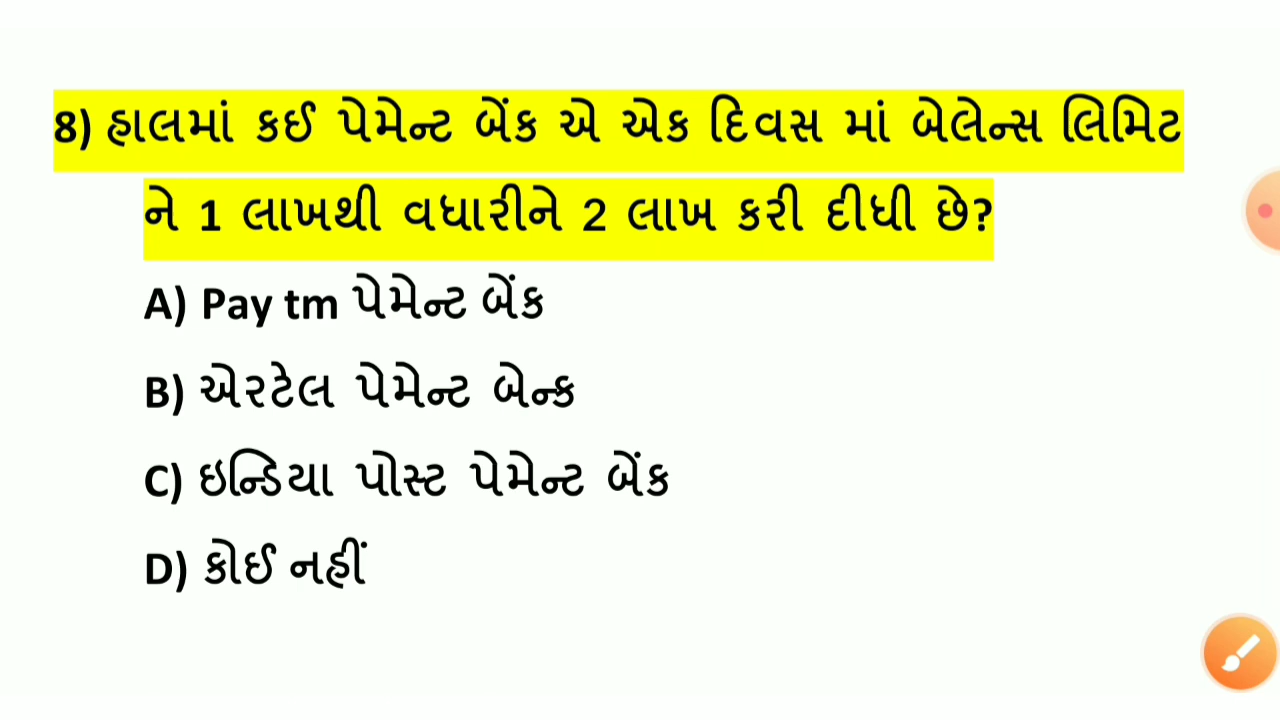 8) હાલમાં કઈ પેમેન્ટ બેંક એ એક દિવસ માં બેલેન્સ લિમિટ
ને 1 લાખથી વધારીને 2 લાખ કરી દીધી છે?
A) Pay tm પેમેન્ટ બેંક
B) એરટેલ પેમેન્ટ બેન્ક
C) ઇન્ડિયા પોસ્ટ પેમેન્ટ બેંક
D) કોઈ નહીં